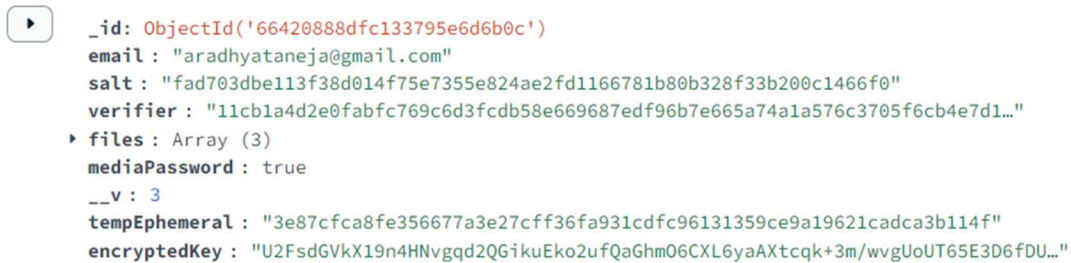 _id: ObjectId('66420888dfc133795e6d6b0c')
email : "aradhyataneja@gmail.com"
salt : "fad703dbe113f38d014f75e7355e824ae2fd1166781b80b328f33b200c1466f0"
verifier : "11cb1a4d2e0fabfc769c6d3fcdb58e669687edf96b7e665a74a1a576c3705f6cb4e7d1…"
files : Array (3)
mediaPassword : true
__v : 3
tempEphemeral : "3e87cfca8fe356677a3e27cff36fa931cdfc96131359ce9a19621cadca3b114f"
encryptedKey : "U2FsdGVkX19n4HNvgqd2QGikuEko2ufQaGhmO6CXL6yaAXtcqk+3m/wvgUoUT65E3D6fDU…"